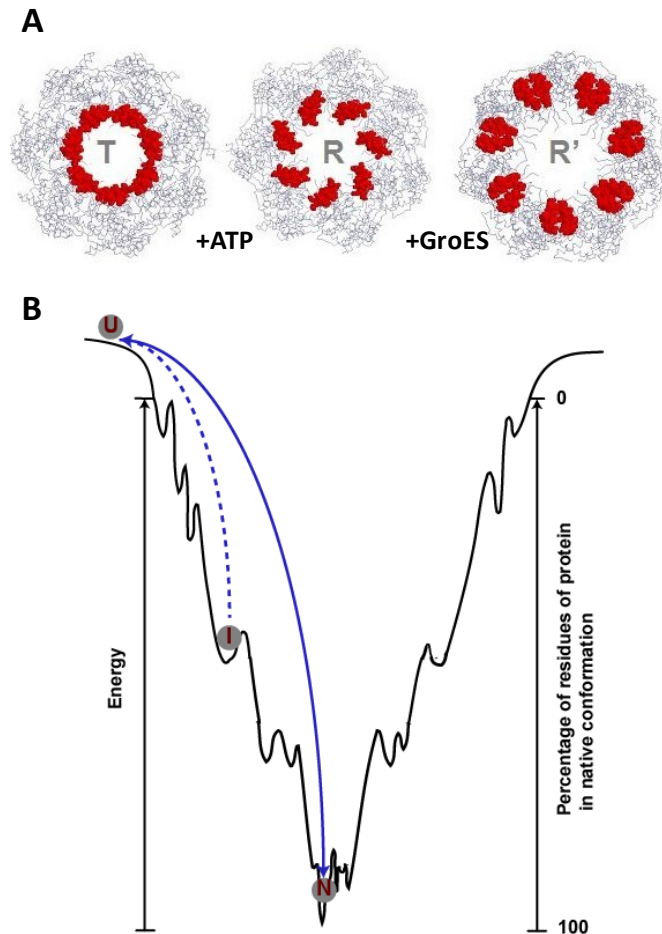 A
T
R
R’
+ATP
+GroES
B
U
0
I
Energy
Percentage of residues of protein
in native conformation
N
100